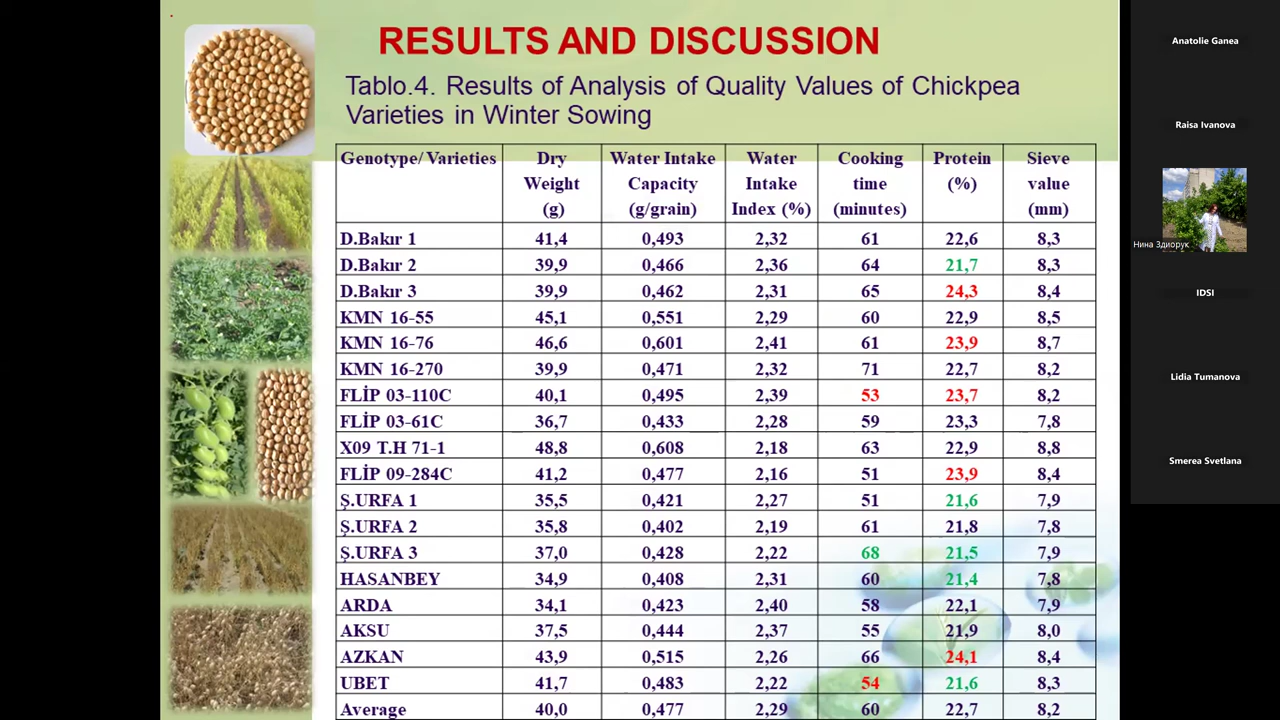 RESULTS AND DISCUSSION
Tablo.4. Results of Analysis of Quality Values of Chickpea
Varieties in Winter Sowing
Genotype/ Varieties Dry Weight (g) Water Intake Capacity (g/grain) Water Intake Index (%) Cooking time (minutes) Protein (%) Sieve value (mm)
D.Bakır 1 41,4 0,493 2,32 61 22,6 8,3
D.Bakır 2 39,9 0,466 2,36 64 21,7 8,3
D.Bakır 3 39,9 0,462 2,31 65 24,3 8,4
KMN 16-55 45,1 0,551 2,29 60 22,9 8,5
KMN 16-76 46,6 0,601 2,41 61 23,9 8,7
KMN 16-270 39,9 0,471 2,32 71 22,7 8,2
FLİP 03-110C 40,1 0,495 2,39 53 23,7 8,2
FLİP 03-61C 36,7 0,433 2,28 59 23,3 7,8
X09 T.H 71-1 48,8 0,608 2,18 63 22,9 8,8
FLİP 09-284C 41,2 0,477 2,16 51 23,9 8,4
Ş.URFA 1 35,5 0,421 2,27 51 21,6 7,9
Ş.URFA 2 35,8 0,402 2,19 61 21,8 7,8
Ş.URFA 3 37,0 0,428 2,22 68 21,5 7,9
HASANBEY 34,9 0,408 2,31 60 21,4 7,8
ARDA 34,1 0,423 2,40 58 22,1 7,9
AKSU 37,5 0,444 2,37 55 21,9 8,0
AZKAN 43,9 0,515 2,26 66 24,1 8,4
UBET 41,7 0,483 2,22 54 21,6 8,3
Average 40,0 0,477 2,29 60 22,7 8,2
Anatolie Ganea
Raisa Ivanova
Нина Здиорук
IDSI
Lidia Tumanova
Smerea Svetlana